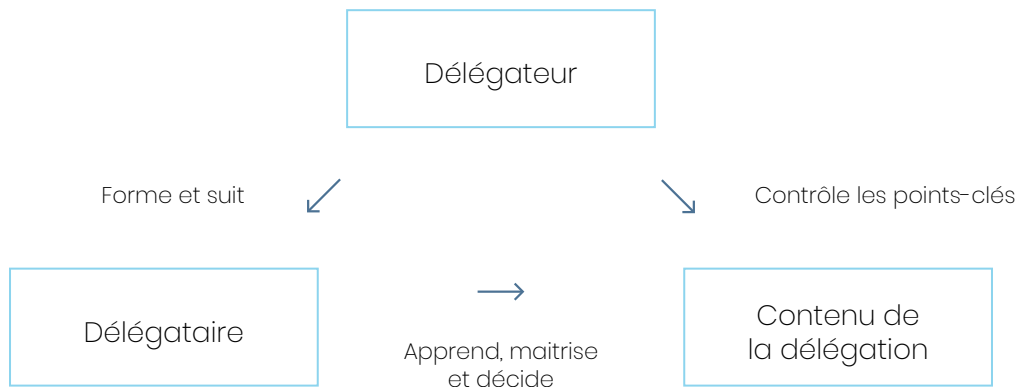 Délégateur
Forme et suit
Contrôle les points-clés
Délégataire
Apprend, maitrise
et décide
Contenu de
la délégation